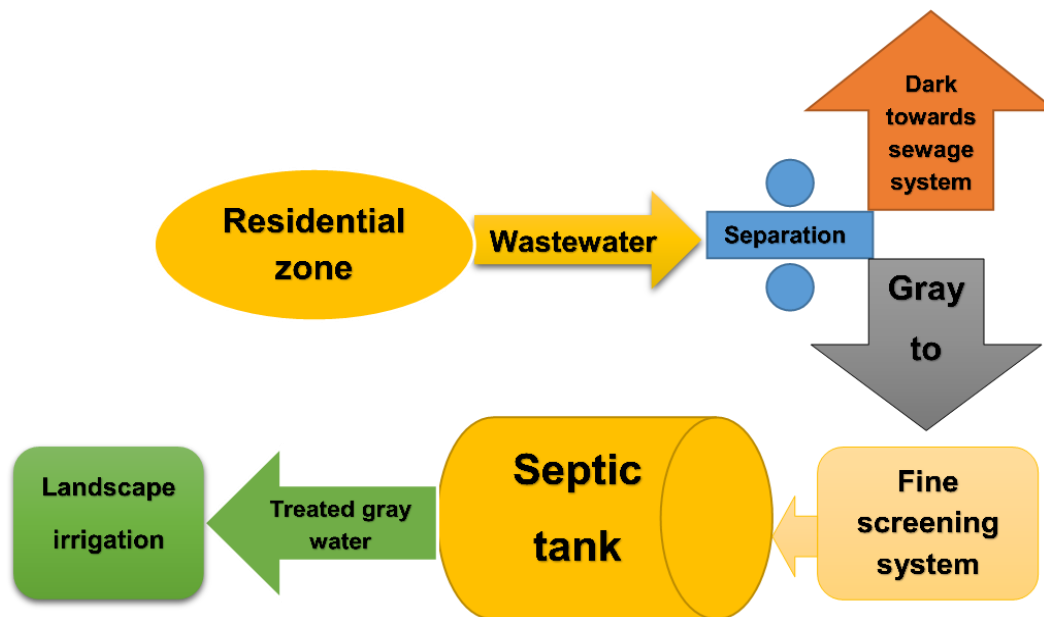 Dark
towards
sewage
system
Residential
zone
Wastewater
Separation
Gray
to
Fine
screening
system
Septic
tank
Treated gray
water
Landscape
irrigation